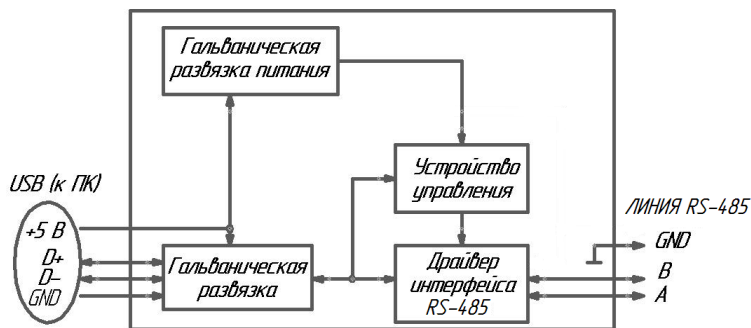 Гальваническая
развязка питания
Устройство
управления
USB (к ПК)
+5 В
D+
D-
GND
Гальваническая
развязка
Драйвер
интерфейса
RS-485
ЛИНИЯ RS-485
GND
B
A